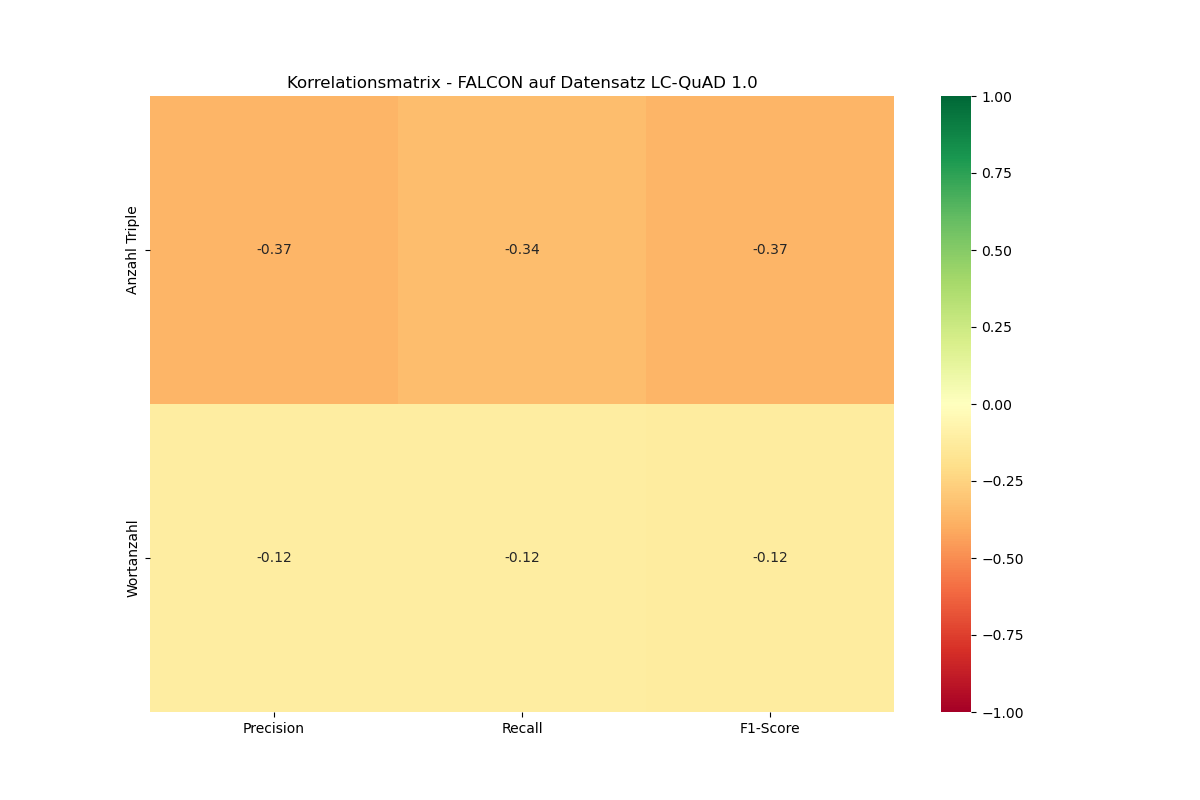 Korrelationsmatrix - FALCON auf Datensatz LC-QuAD 1.0
Anzahl Triple
-0.37
-0.34
-0.37
Wortanzahl
-0.12
-0.12
-0.12
Precision
Recall
F1-Score
1.00
0.75
0.50
0.25
0.00
−0.25
−0.50
−0.75
−1.00